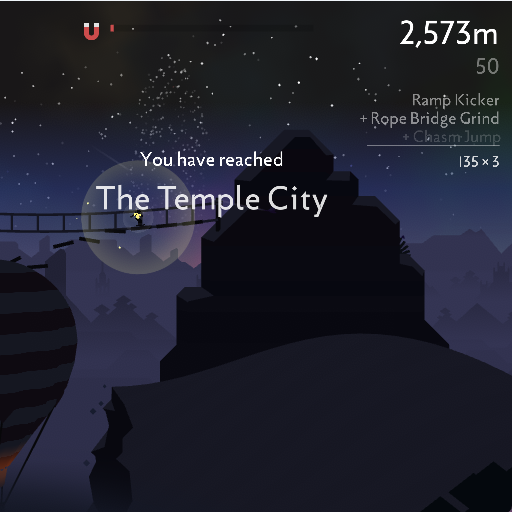 2,573m
50
Ramp Kicker
+ Rope Bridge Grind
+ Chasm Jump
135 × 3
You have reached
The Temple City